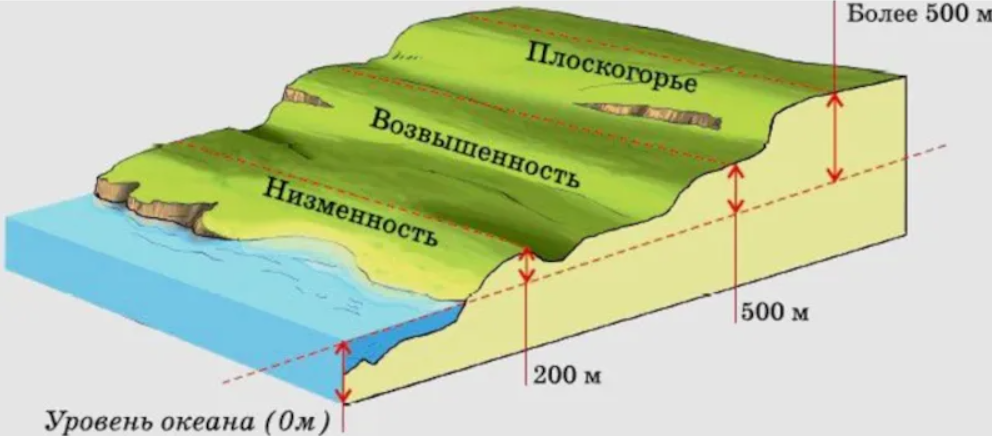 Более 500 м
Плоскогорье
Возвышенность
Низменность
500 м
200 м
Уровень океана (0м)